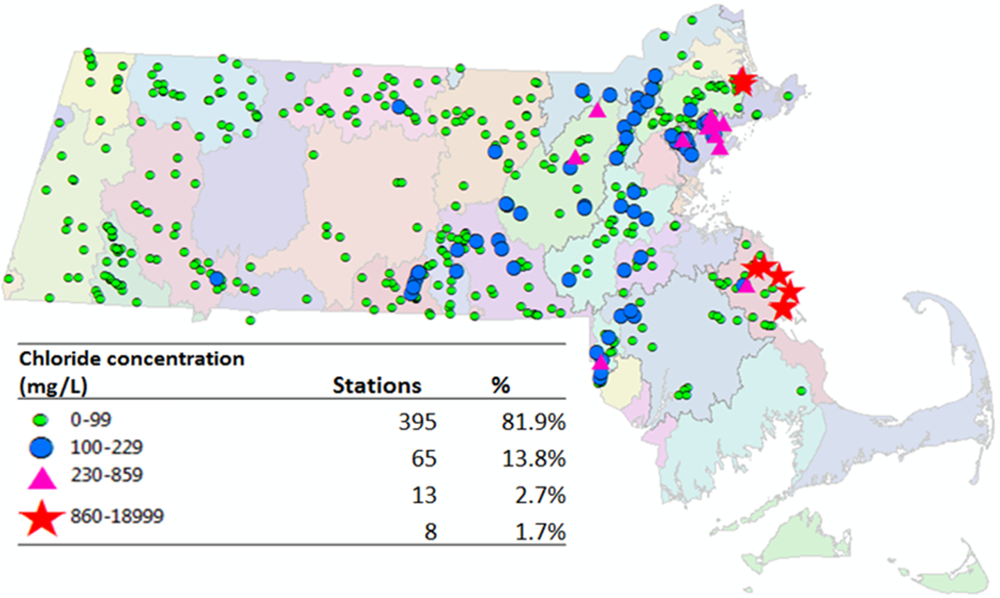 Chloride concentration
(mg/L) Stations %
0-99 395 81.9%
100-229 65 13.8%
230-859 13 2.7%
860-18999 8 1.7%